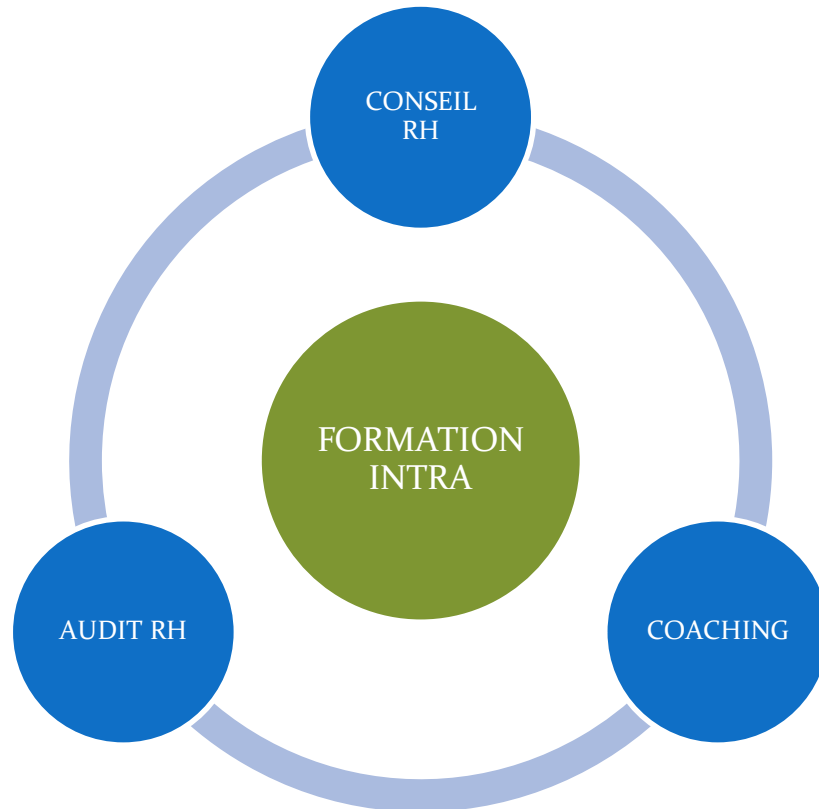 CONSEIL
RH
FORMATION
INTRA
AUDIT RH
COACHING